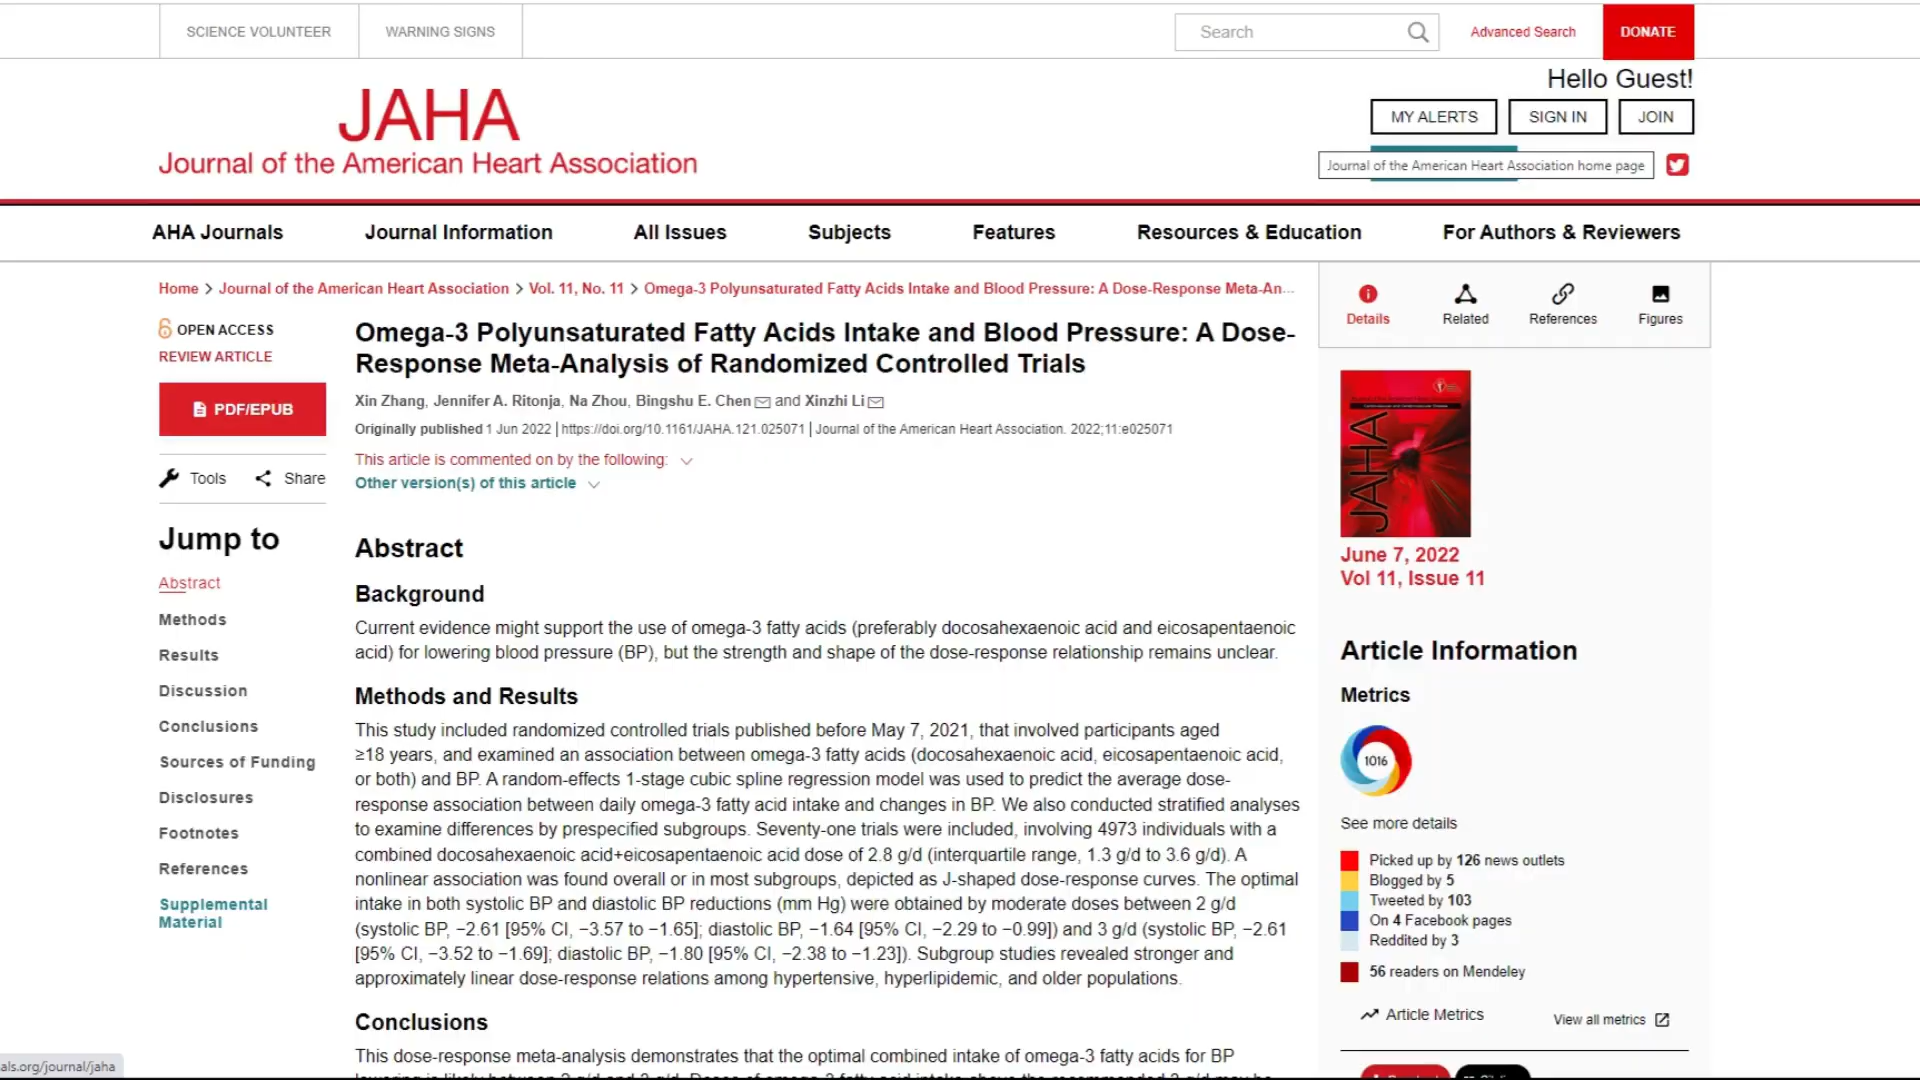 SCIENCE VOLUNTEER
WARNING SIGNS
Search
Advanced Search
DONATE
Hello Guest!
MY ALERTS
SIGN IN
JOIN
JAHA
Journal of the American Heart Association
Journal of the American Heart Association home page
AHA Journals
Journal Information
All Issues
Subjects
Features
Resources & Education
For Authors & Reviewers
Home > Journal of the American Heart Association > Vol. 11, No. 11 > Omega-3 Polyunsaturated Fatty Acids Intake and Blood Pressure: A Dose-Response Meta-An...
OPEN ACCESS
REVIEW ARTICLE
PDF/EPUB
Tools
Share
Jump to
Abstract
Methods
Results
Discussion
Conclusions
Sources of Funding
Disclosures
Footnotes
References
Supplemental
Material
Omega-3 Polyunsaturated Fatty Acids Intake and Blood Pressure: A Dose-
Response Meta-Analysis of Randomized Controlled Trials
Xin Zhang, Jennifer A. Ritonja, Na Zhou, Bingshu E. Chen and Xinzhi Li
Originally published 1 Jun 2022 | https://doi.org/10.1161/JAHA.121.025071 | Journal of the American Heart Association. 2022;11:e025071
This article is commented on by the following:
Other version(s) of this article
Abstract
Background
Current evidence might support the use of omega-3 fatty acids (preferably docosahexaenoic acid and eicosapentaenoic
acid) for lowering blood pressure (BP), but the strength and shape of the dose-response relationship remains unclear.
Methods and Results
This study included randomized controlled trials published before May 7, 2021, that involved participants aged
≥18 years, and examined an association between omega-3 fatty acids (docosahexaenoic acid, eicosapentaenoic acid,
or both) and BP. A random-effects 1-stage cubic spline regression model was used to predict the average dose-
response association between daily omega-3 fatty acid intake and changes in BP. We also conducted stratified analyses
to examine differences by prespecified subgroups. Seventy-one trials were included, involving 4973 individuals with a
combined docosahexaenoic acid+eicosapentaenoic acid dose of 2.8 g/d (interquartile range, 1.3 g/d to 3.6 g/d). A
nonlinear association was found overall or in most subgroups, depicted as J-shaped dose-response curves. The optimal
intake in both systolic BP and diastolic BP reductions (mm Hg) were obtained by moderate doses between 2 g/d
(systolic BP, −2.61 [95% CI, −3.57 to −1.65]; diastolic BP, −1.64 [95% CI, −2.29 to −0.99]) and 3 g/d (systolic BP, −2.61
[95% CI, −3.52 to −1.69]; diastolic BP, −1.80 [95% CI, −2.38 to −1.23]). Subgroup studies revealed stronger and
approximately linear dose-response relations among hypertensive, hyperlipidemic, and older populations.
Conclusions
This dose-response meta-analysis demonstrates that the optimal combined intake of omega-3 fatty acids for BP
Details
Related
References
Figures
JAHA
June 7, 2022
Vol 11, Issue 11
Article Information
Metrics
1016
See more details
Picked up by 126 news outlets
Blogged by 5
Tweeted by 103
On 4 Facebook pages
Reddited by 3
56 readers on Mendeley
Article Metrics
View all metrics
als.org/journal/jaha